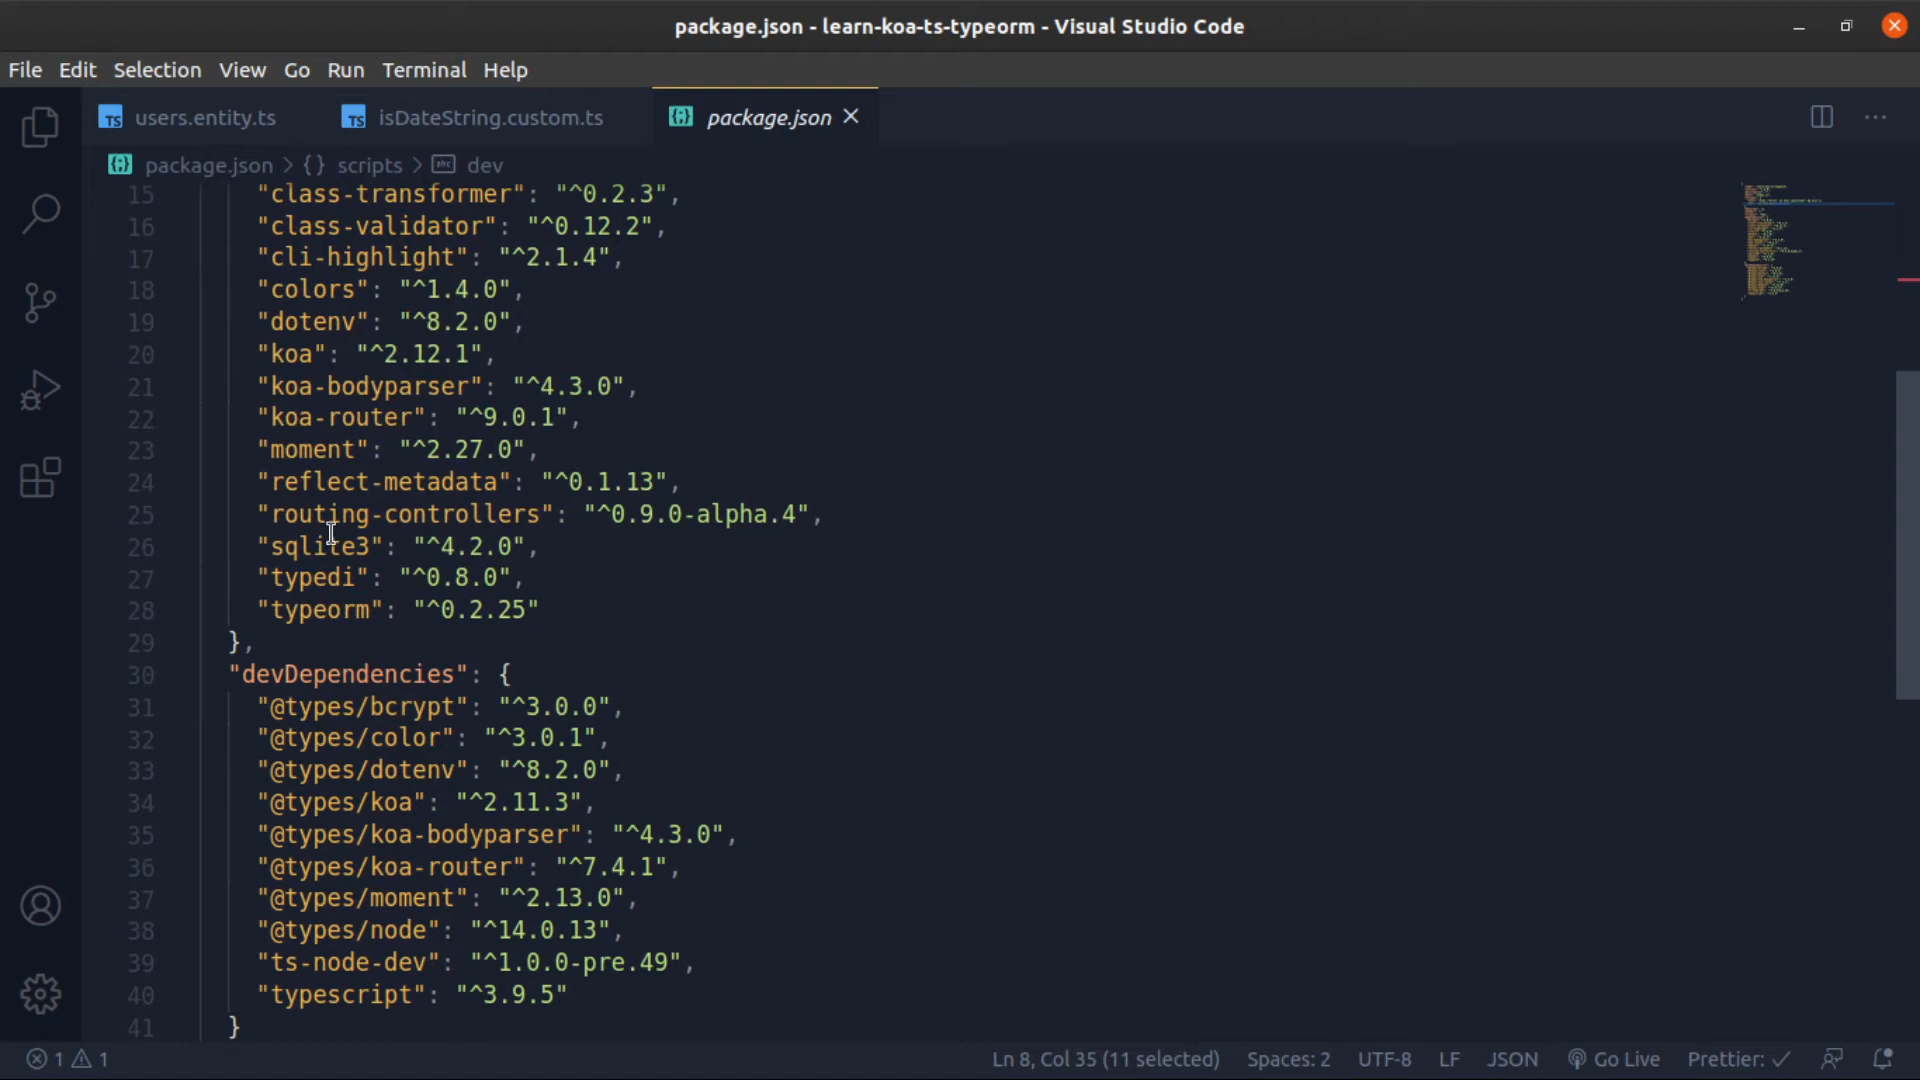 package.json - learn-koa-ts-typeorm - Visual Studio Code
File Edit Selection View Go Run Terminal Help
TS users.entity.ts TS isDateString.custom.ts package.json
package.json > {} scripts > abc dev
15 "class-transformer": "^0.2.3",
16 "class-validator": "^0.12.2",
17 "cli-highlight": "^2.1.4",
18 "colors": "^1.4.0",
19 "dotenv": "^8.2.0",
20 "koa": "^2.12.1",
21 "koa-bodyparser": "^4.3.0",
22 "koa-router": "^9.0.1",
23 "moment": "^2.27.0",
24 "reflect-metadata": "^0.1.13",
25 "routing-controllers": "^0.9.0-alpha.4",
26 "sqlite3": "^4.2.0",
27 "typedi": "^0.8.0",
28 "typeorm": "^0.2.25"
29 },
30 "devDependencies": {
31 "@types/bcrypt": "^3.0.0",
32 "@types/color": "^3.0.1",
33 "@types/dotenv": "^8.2.0",
34 "@types/koa": "^2.11.3",
35 "@types/koa-bodyparser": "^4.3.0",
36 "@types/koa-router": "^7.4.1",
37 "@types/moment": "^2.13.0",
38 "@types/node": "^14.0.13",
39 "ts-node-dev": "^1.0.0-pre.49",
40 "typescript": "^3.9.5"
41 }
1 1 Ln 8, Col 35 (11 selected) Spaces: 2 UTF-8 LF JSON Go Live Prettier: ✓